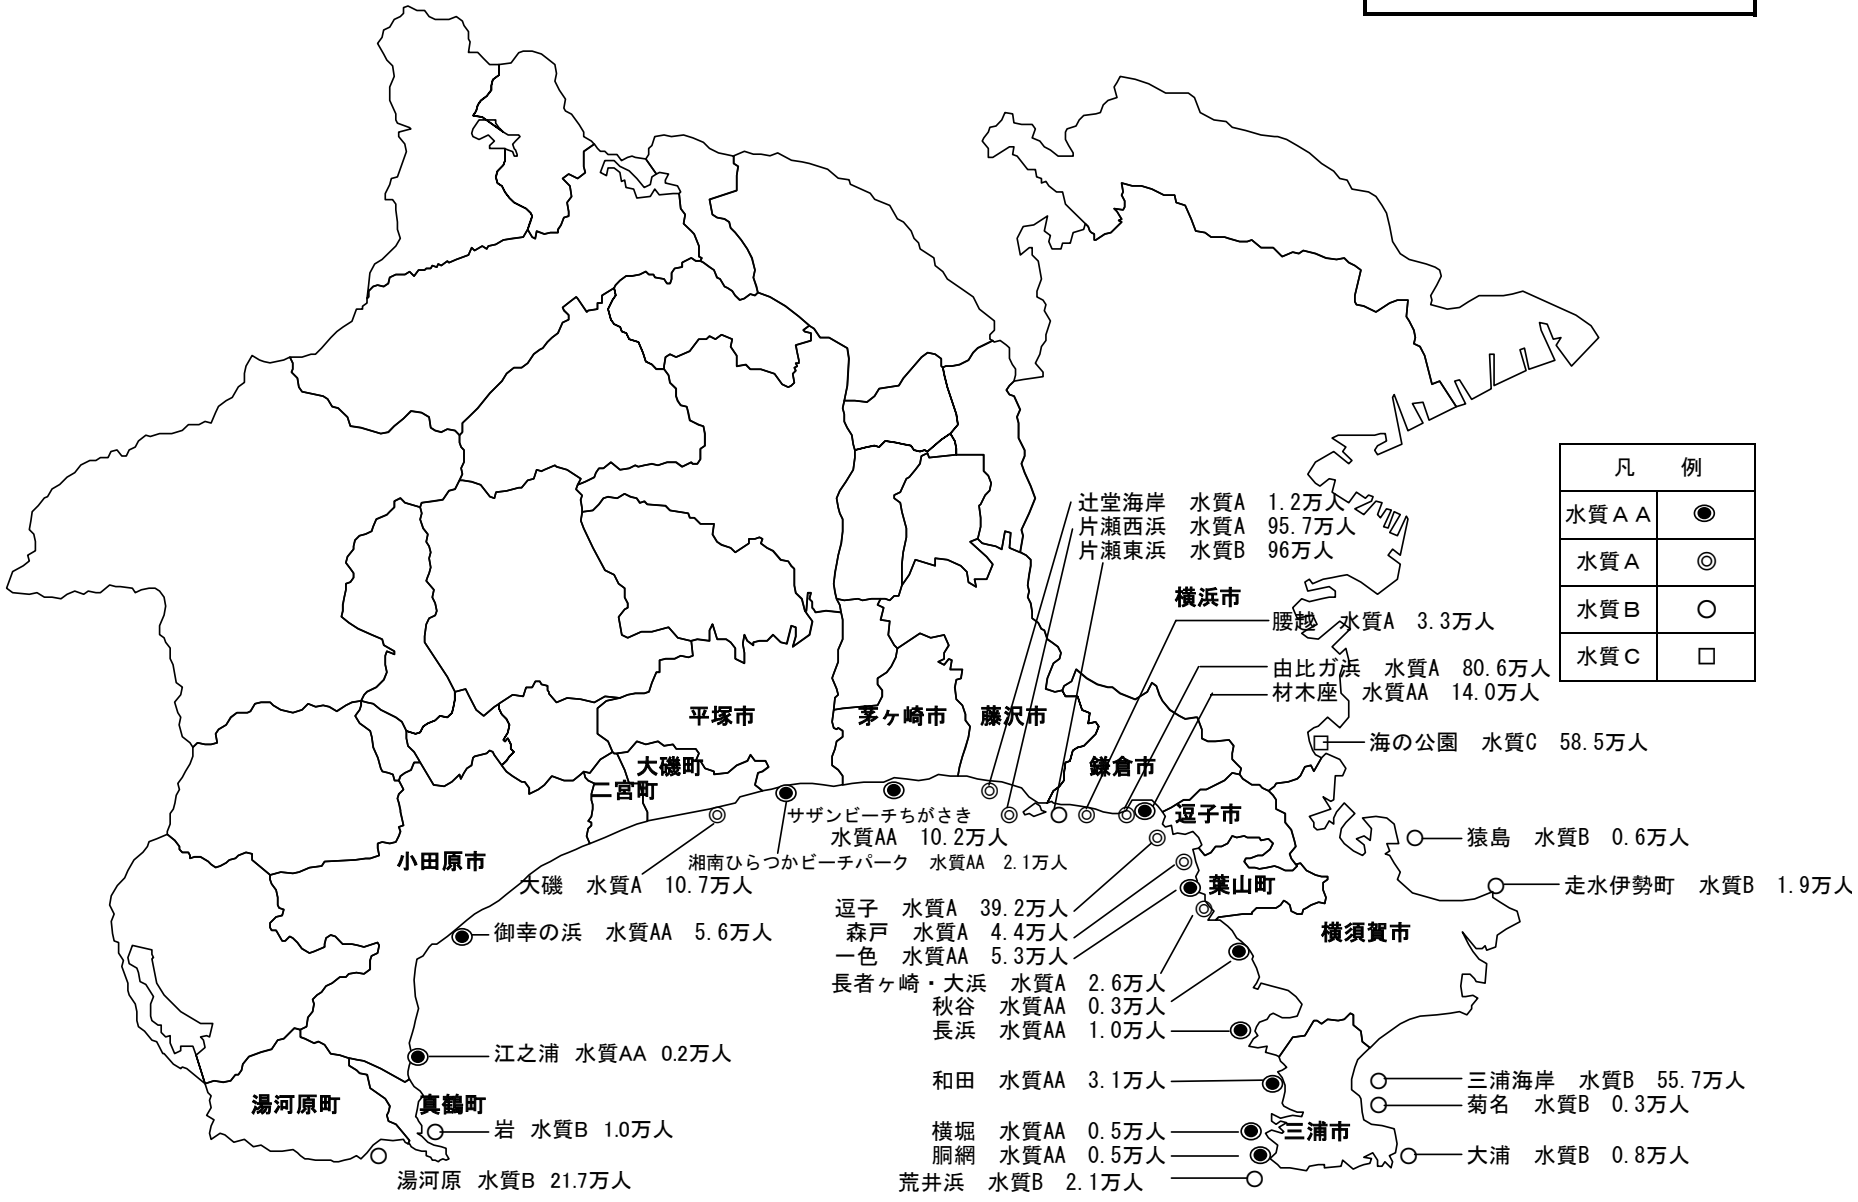 辻堂海岸　水質A　1.2万人
片瀬西浜　水質A　95.7万人
片瀬東浜　水質B　96万人
凡　例
水質ＡＡ
水質Ａ
水質Ｂ
水質Ｃ
横浜市
腰越　水質A　3.3万人
由比ガ浜　水質A　80.6万人
材木座　水質AA　14.0万人
平塚市
茅ヶ崎市
藤沢市
海の公園　水質C　58.5万人
大磯町
鎌倉市
二宮町
サザンビーチちがさき
水質AA　10.2万人
逗子市
猿島　水質B　0.6万人
小田原市
湘南ひらつかビーチパーク　水質AA　2.1万人
大磯　水質A　10.7万人
葉山町
走水伊勢町　水質B　1.9万人
逗子　水質A　39.2万人
森戸　水質A　4.4万人
一色　水質AA　5.3万人
長者ヶ崎・大浜　水質A　2.6万人
秋谷　水質AA　0.3万人
長浜　水質AA　1.0万人
御幸の浜　水質AA　5.6万人
横須賀市
江之浦　水質AA　0.2万人
和田　水質AA　3.1万人
三浦海岸　水質B　55.7万人
菊名　水質B　0.3万人
湯河原町
真鶴町
岩　水質B　1.0万人
横堀　水質AA　0.5万人
三浦市
胴網　水質AA　0.5万人
大浦　水質B　0.8万人
湯河原　水質B　21.7万人
荒井浜　水質B　2.1万人